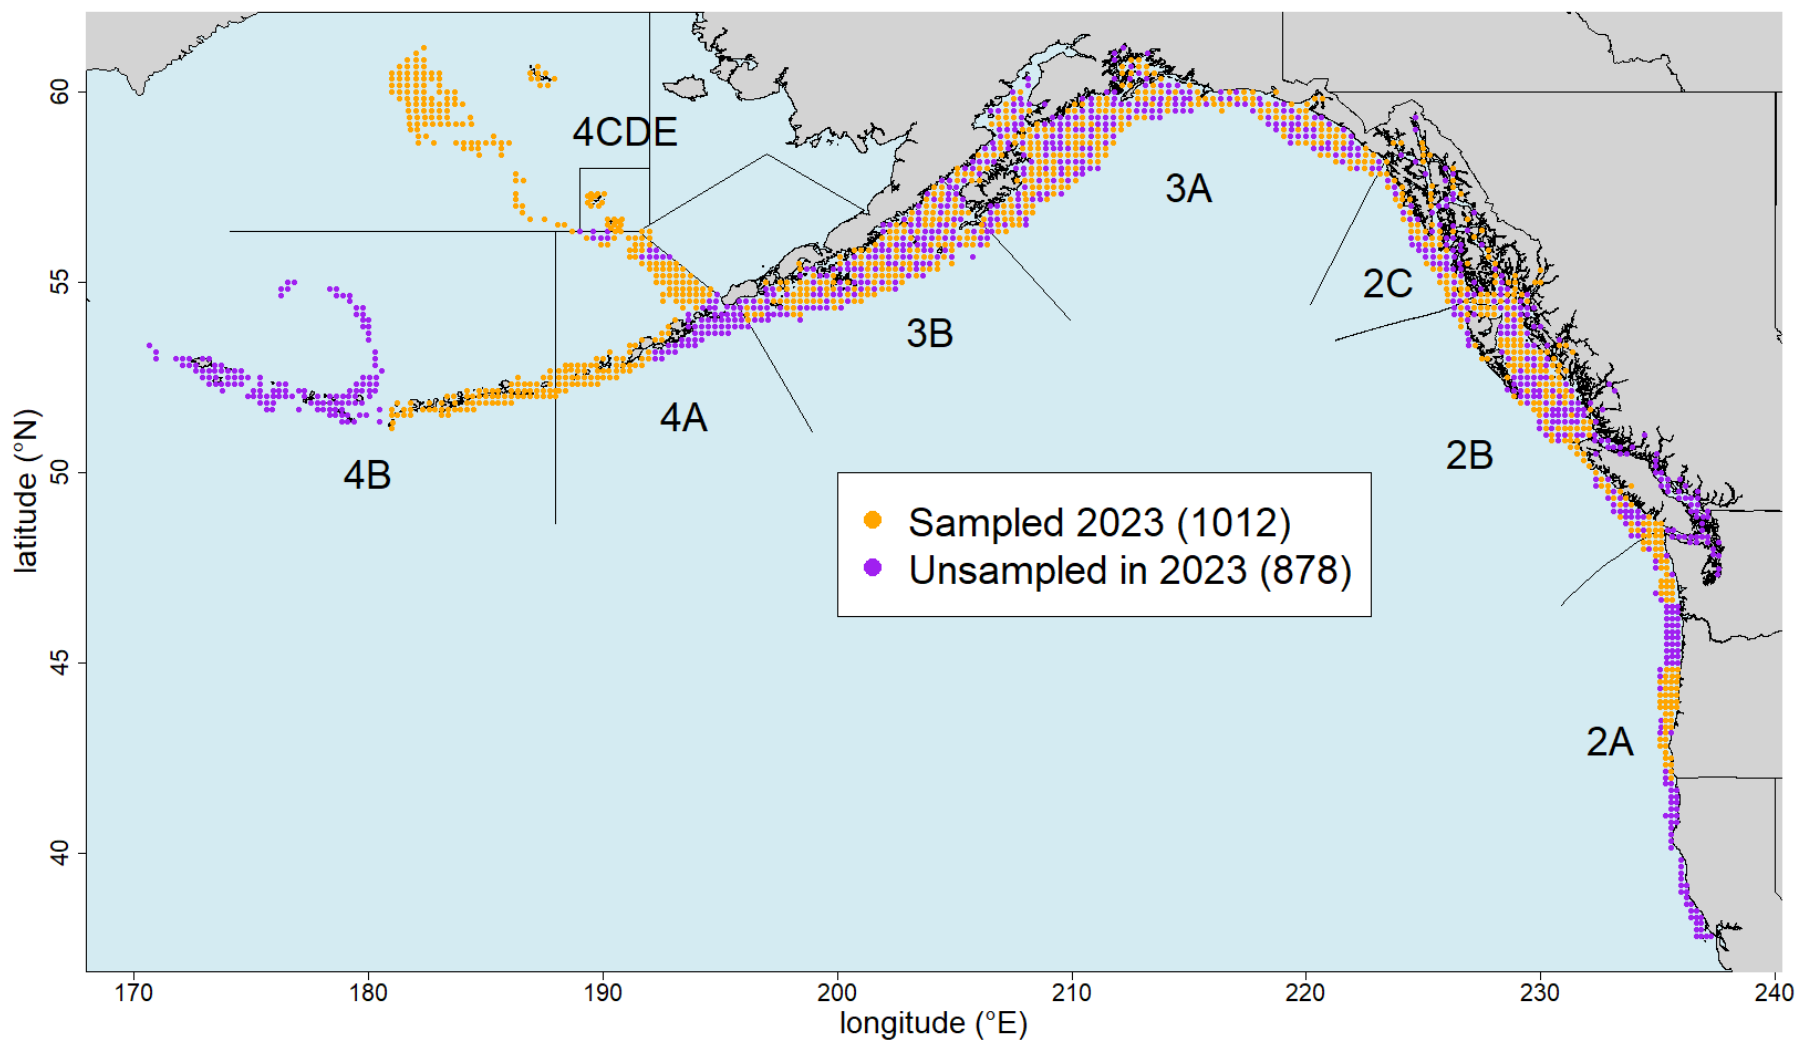 60
55
50
45
40
latitude (°N)
4CDE
3A
2C
3B
4A
2B
4B
Sampled 2023 (1012)
Unsampled in 2023 (878)
2A
170
180
190
200
210
220
230
240
longitude (°E)